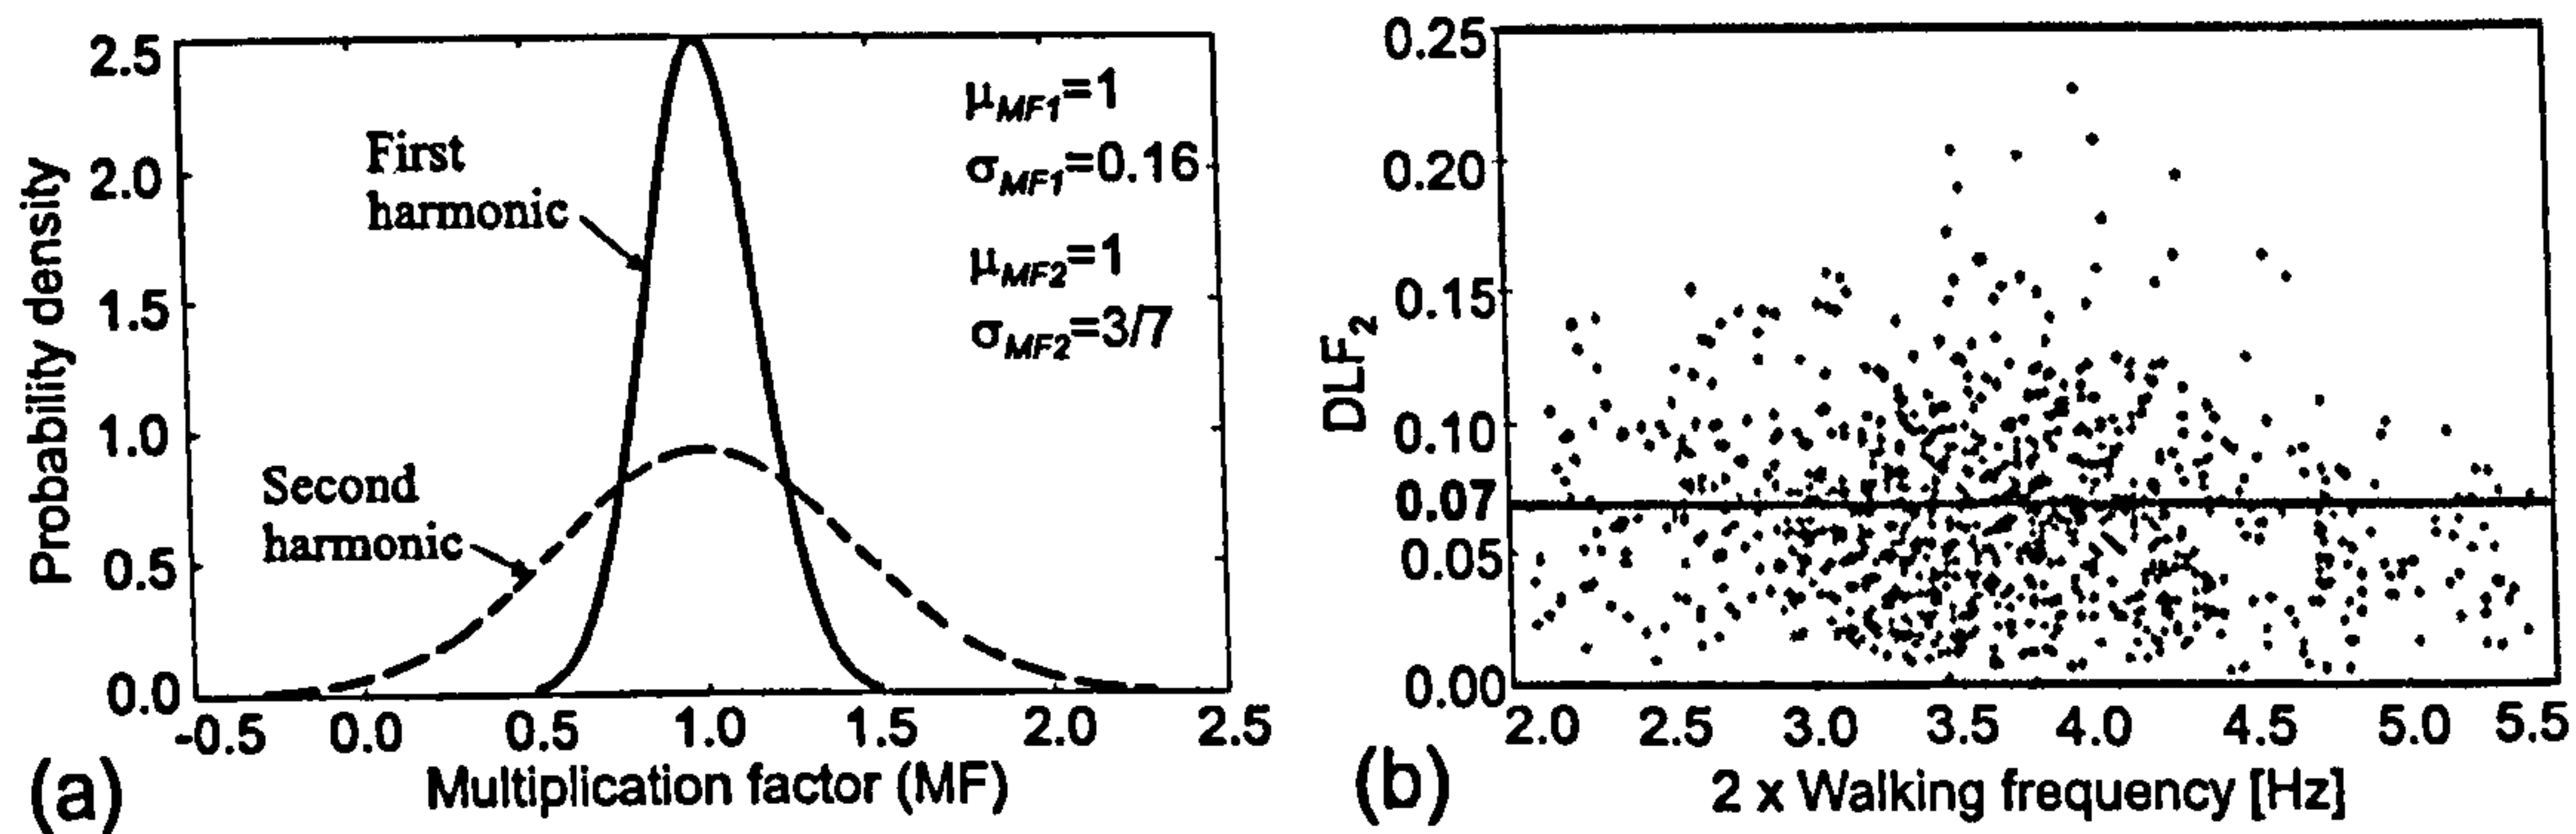 2.5
2.0
1.5
1.0
0.5
0.0
Probability density
First
harmonic
Second
harmonic
μMF1=1
σMF1=0.16
μMF2=1
σMF2=3/7
-0.5 0.0 0.5 1.0 1.5 2.0 2.5
Multiplication factor (MF)
(a)
0.25
0.20
0.15
0.10
0.07
0.05
0.00
DLF2
2.0 2.5 3.0 3.5 4.0 4.5 5.0 5.5
2 x Walking frequency [Hz]
(b)